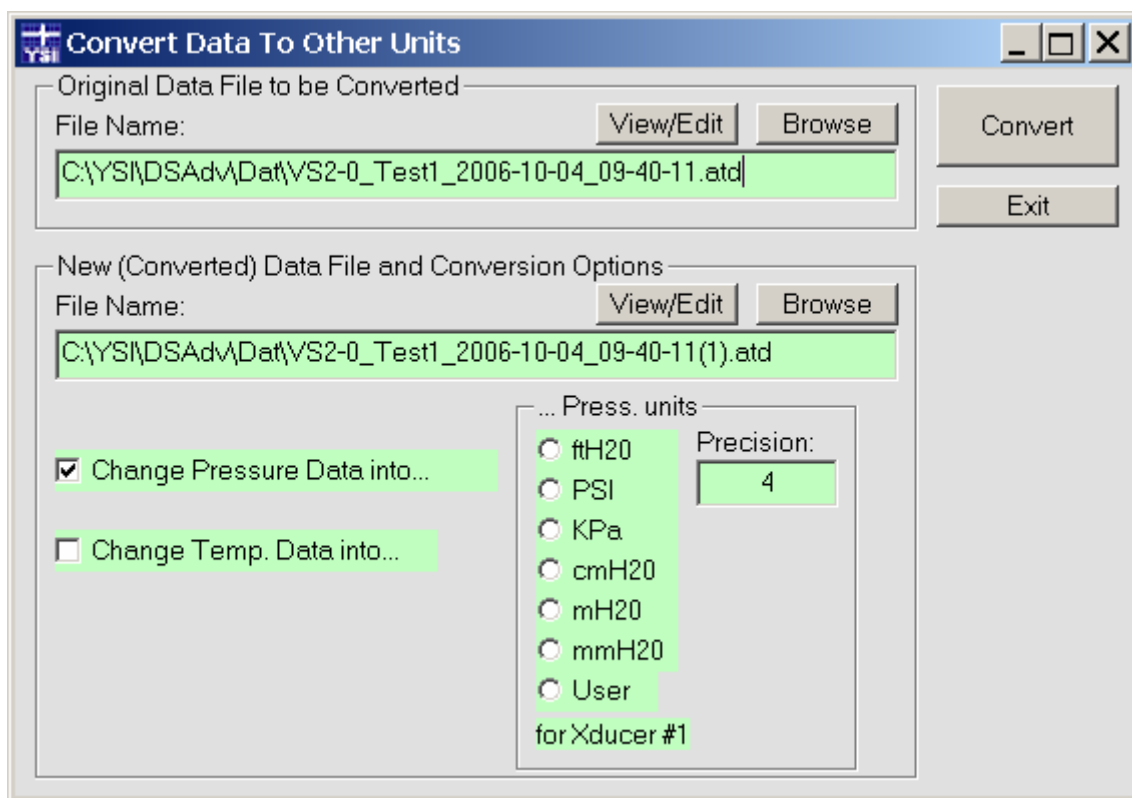 YSI Convert Data To Other Units
Original Data File to be Converted
File Name: View/Edit Browse
C:\YSI\DSAdv\Dat\VS2-0_Test1_2006-10-04_09-40-11.atd
Convert
Exit
New (Converted) Data File and Conversion Options
File Name: View/Edit Browse
C:\YSI\DSAdv\Dat\VS2-0_Test1_2006-10-04_09-40-11(1).atd
Change Pressure Data into...
Change Temp. Data into...
... Press. units
ftH20
PSI
KPa
cmH20
mH20
mmH20
User
for Xducer #1
Precision:
4